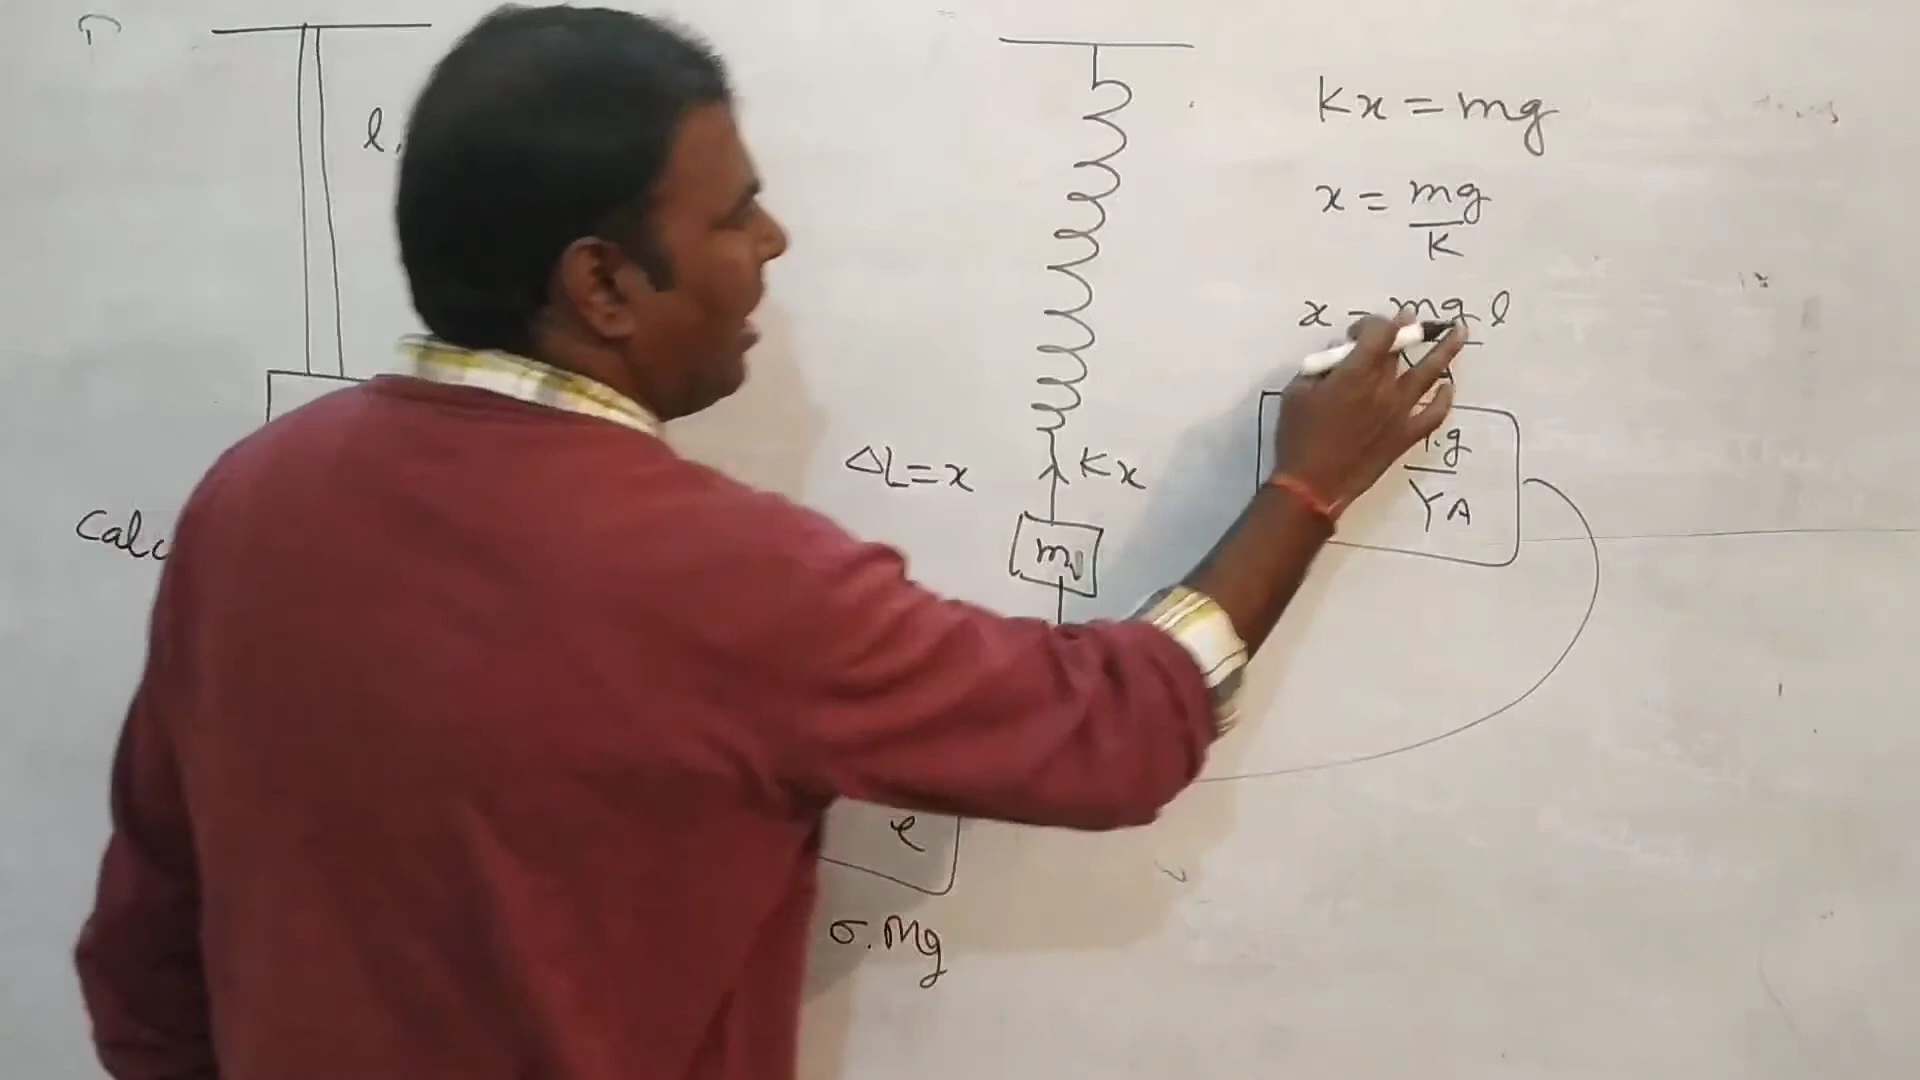 l
Kx = mg
x = mg
K
x = mg l
ΔL = x
Kx
.g
YA
m
Calc
e
σ. Mg